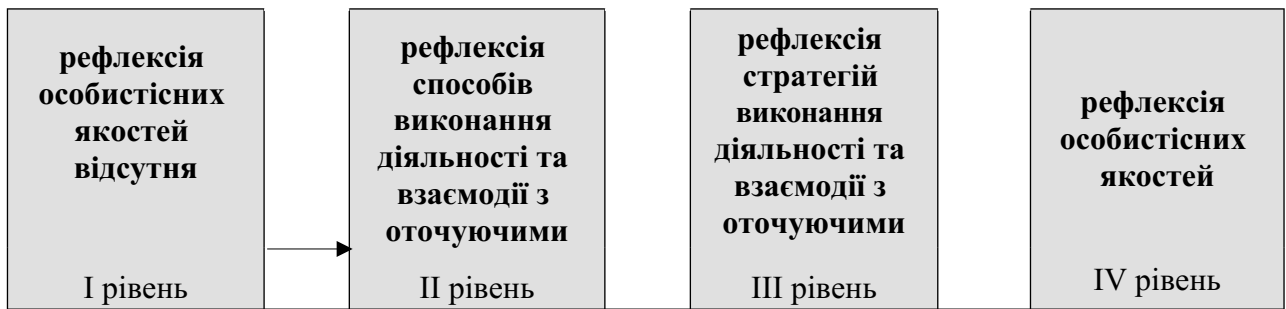 рефлексія
особистісних
якостей
відсутня
І рівень
рефлексія
способів
виконання
діяльності та
взаємодії з
оточуючими
ІІ рівень
рефлексія
стратегій
виконання
діяльності та
взаємодії з
оточуючими
ІІІ рівень
рефлексія
особистісних
якостей
IV рівень